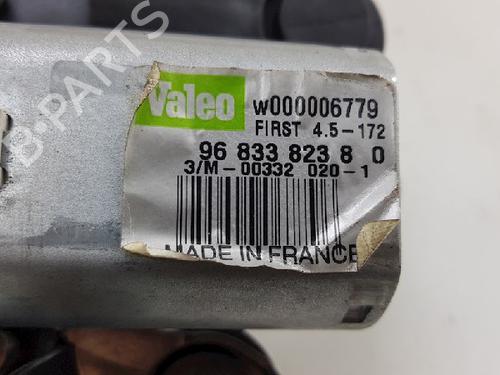 B-PARTS
Valeo
W000006779
FIRST 4.5-172
96 833 823 8 0
3/M-00332 020-1
MADE IN FRANCE